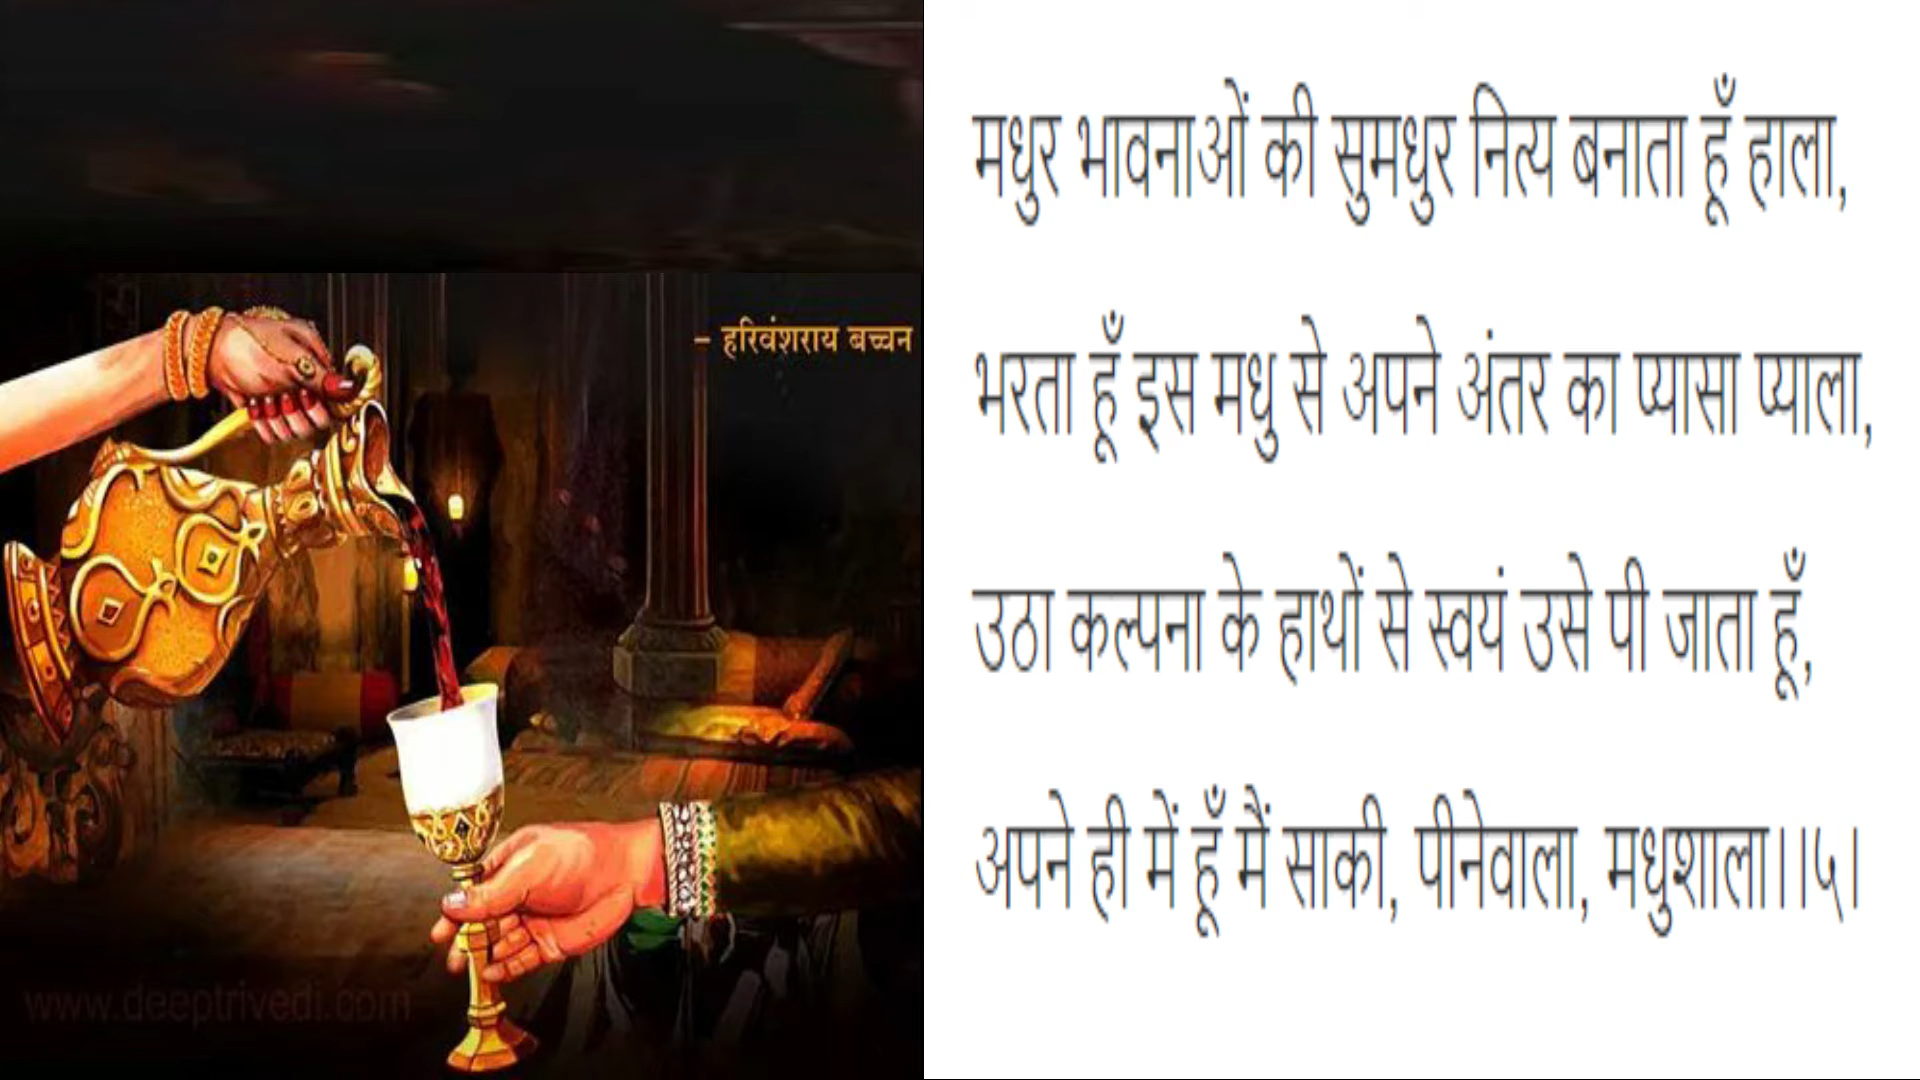 – हरिवंशराय बच्चन
www.deeptrivedi.com
मधुर भावनाओं की सुमधुर नित्य बनाता हूँ हाला,
भरता हूँ इस मधु से अपने अंतर का प्यासा प्याला,
उठा कल्पना के हाथों से स्वयं उसे पी जाता हूँ,
अपने ही में हूँ मैं साकी, पीनेवाला, मधुशाला।।५।